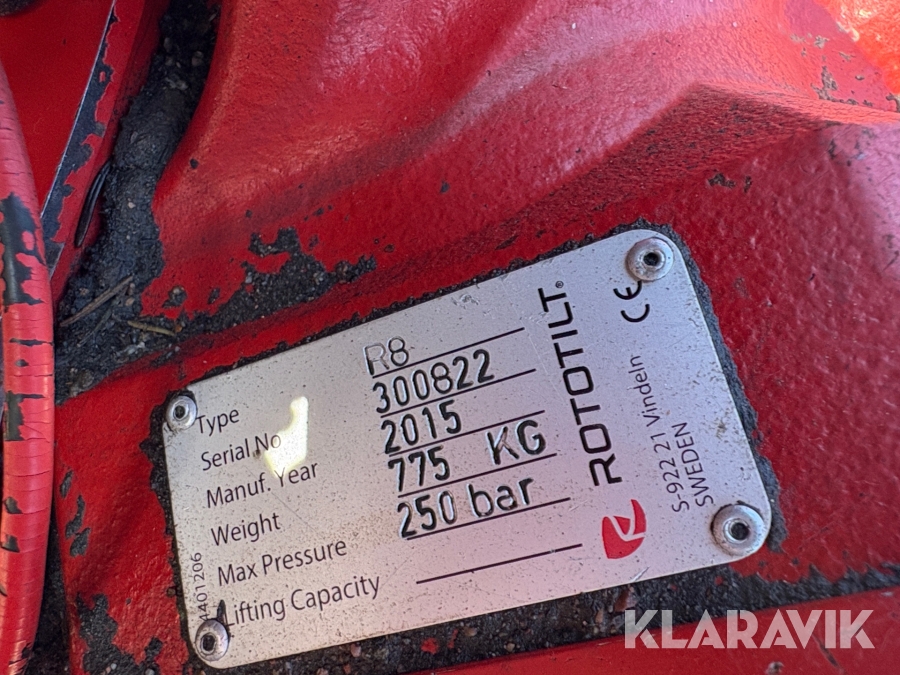 Type R8
Serial No 300822
Manuf. Year 2015
Weight 775 KG
Max Pressure 250 bar
Lifting Capacity
4401206
ROTOTILT®
CE
S-922 21 Vindeln
SWEDEN
KLARAVIK